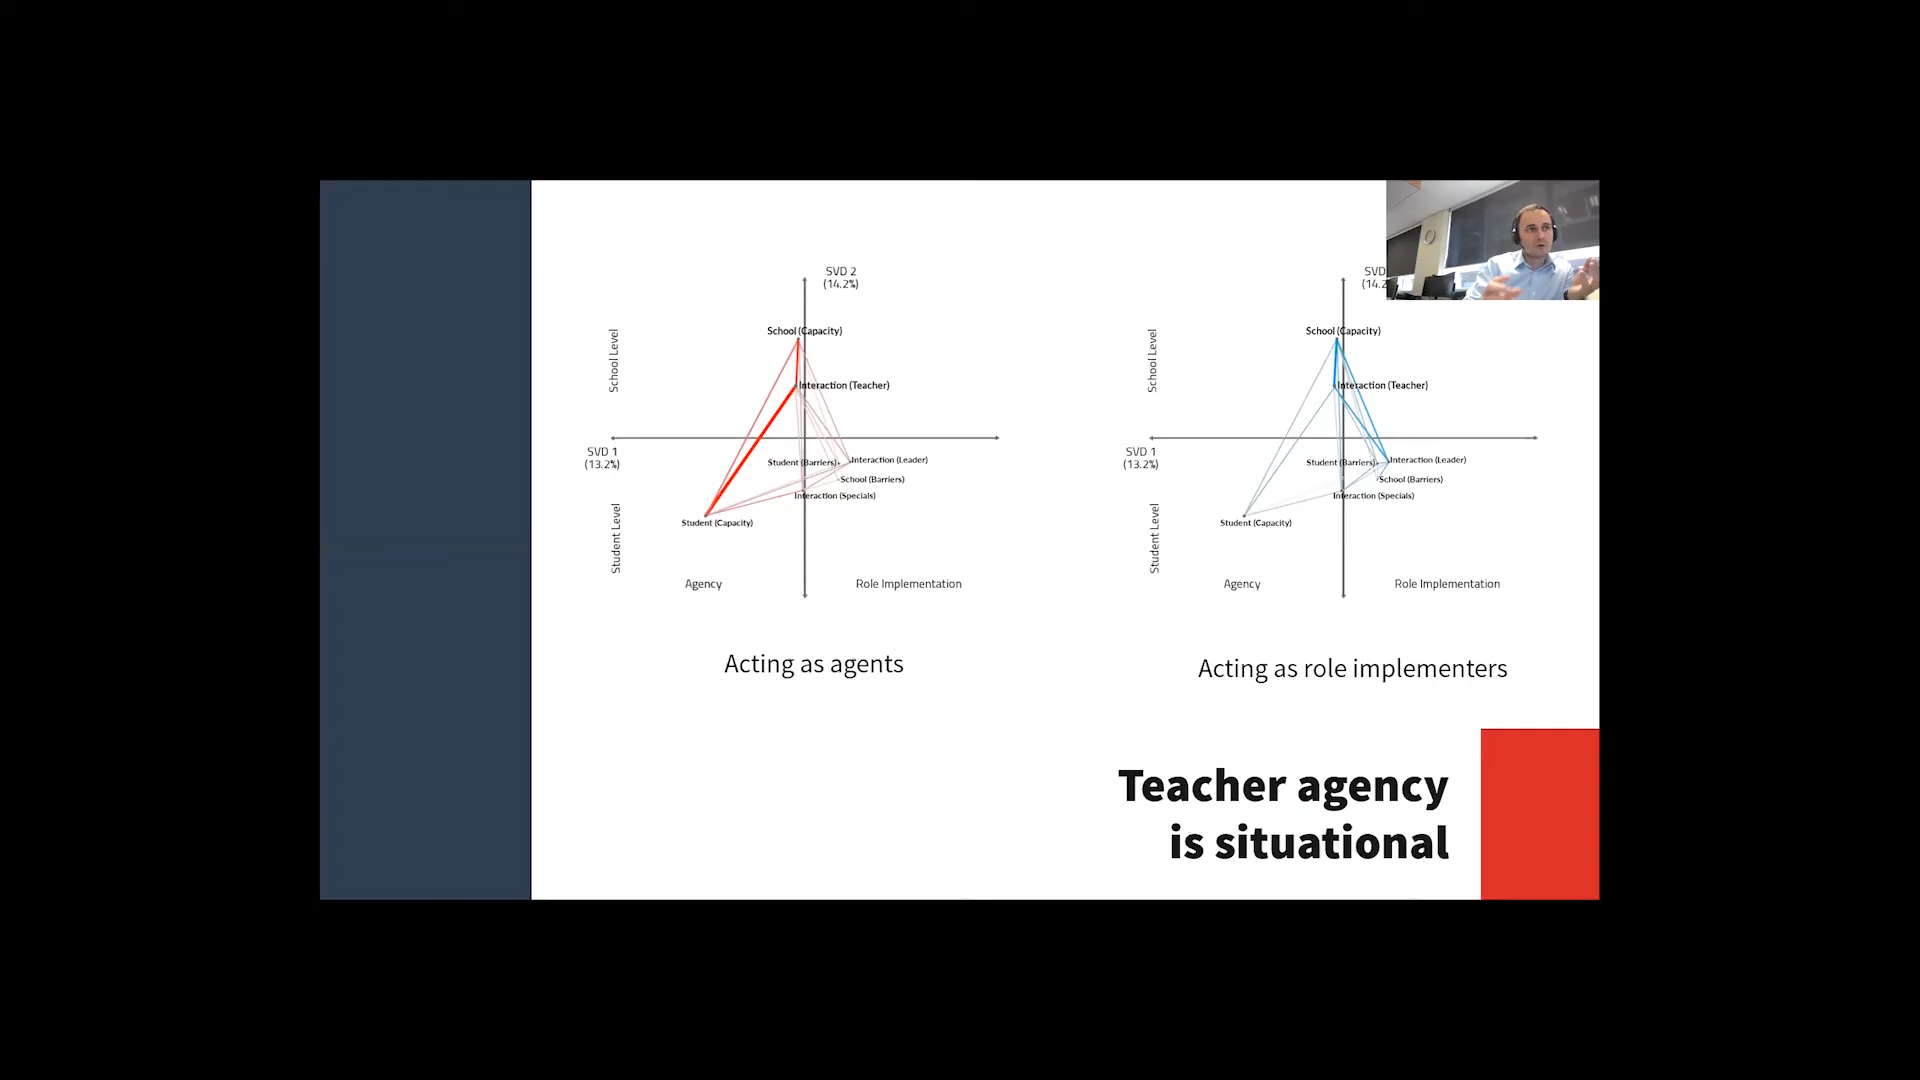 SVD 2
(14.2%)
School Level
School (Capacity)
Interaction (Teacher)
SVD 1
(13.2%)
Student (Barriers)
Interaction (Leader)
School (Barriers)
Interaction (Specials)
Student Level
Student (Capacity)
Agency
Role Implementation
Acting as agents
SVD
(14.2
School Level
School (Capacity)
Interaction (Teacher)
SVD 1
(13.2%)
Student (Barriers)
Interaction (Leader)
School (Barriers)
Interaction (Specials)
Student Level
Student (Capacity)
Agency
Role Implementation
Acting as role implementers
Teacher agency
is situational